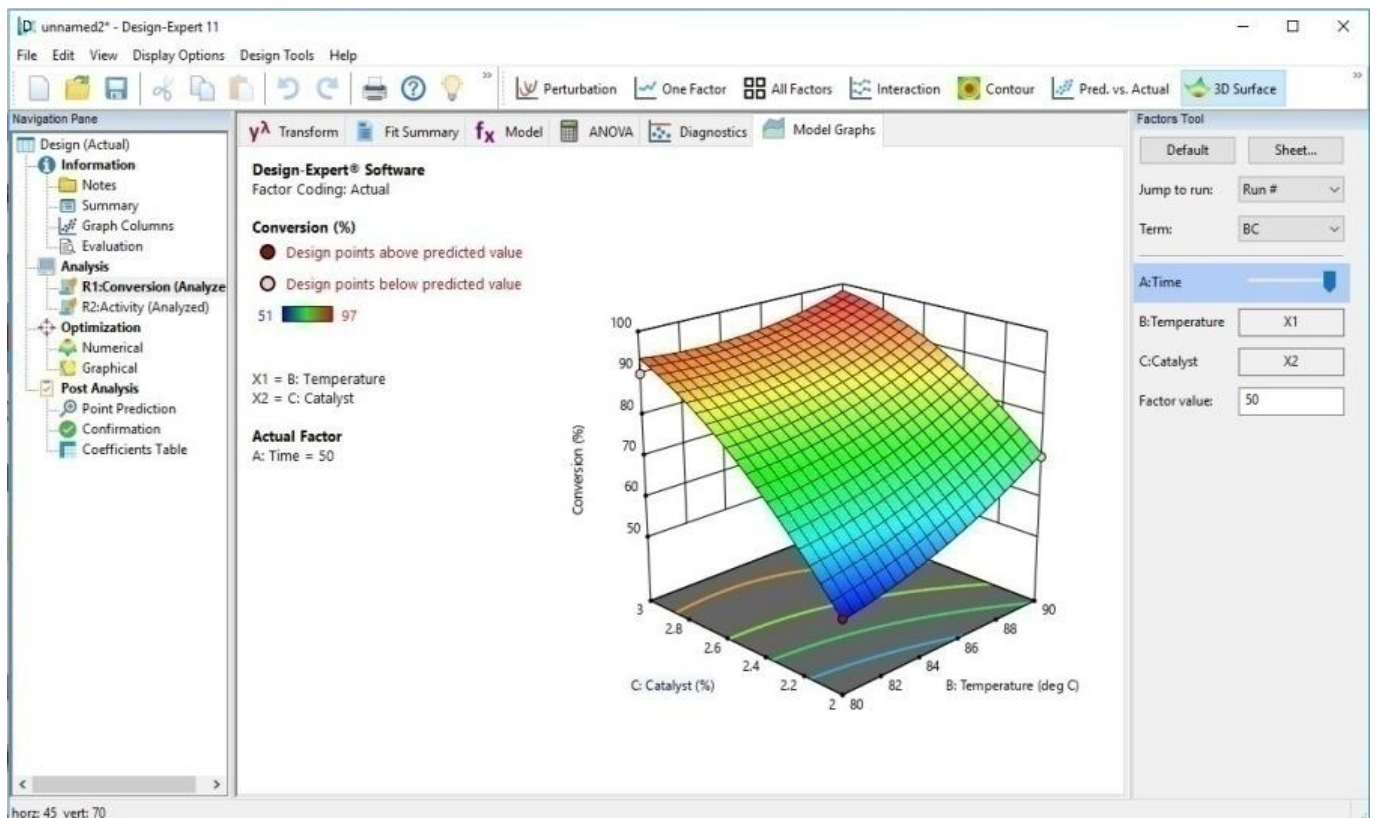 unnamed2* - Design-Expert 11
File Edit View Display Options Design Tools Help
» Perturbation One Factor All Factors Interaction Contour Pred. vs. Actual 3D Surface »
Navigation Pane
Design (Actual)
Information
Notes
Summary
Graph Columns
Evaluation
Analysis
R1:Conversion (Analyze
R2:Activity (Analyzed)
Optimization
Numerical
Graphical
Post Analysis
Point Prediction
Confirmation
Coefficients Table
yλ Transform Fit Summary fx Model ANOVA Diagnostics Model Graphs
Design-Expert® Software
Factor Coding: Actual
Conversion (%)
Design points above predicted value
Design points below predicted value
51 97
X1 = B: Temperature
X2 = C: Catalyst
Actual Factor
A: Time = 50
Conversion (%)
100
90
80
70
60
50
3
2.8
2.6
2.4
2.2
2
C: Catalyst (%)
80
82
84
86
88
90
B: Temperature (deg C)
Factors Tool
Default Sheet...
Jump to run: Run #
Term: BC
A:Time
B:Temperature X1
C:Catalyst X2
Factor value: 50
horz: 45 vert: 70